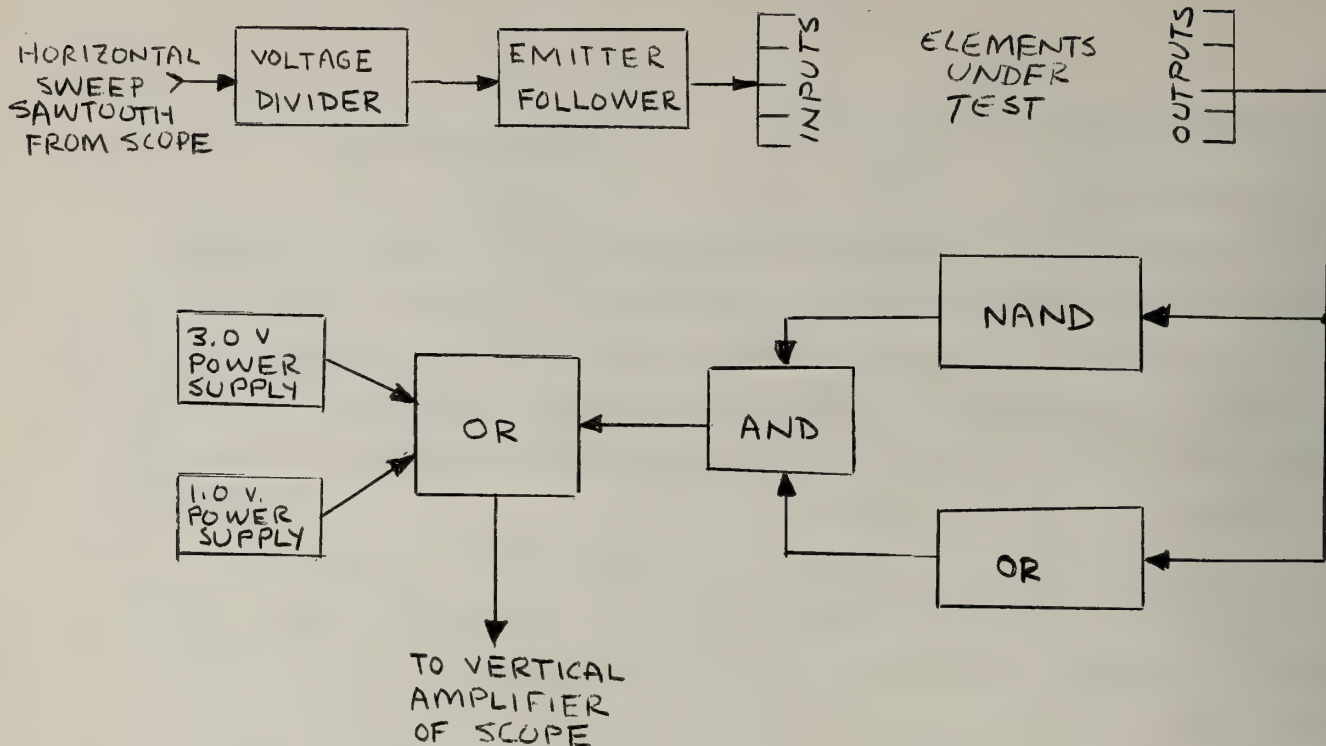 HORIZONTAL
SWEEP
SAWTOOTH
FROM SCOPE
VOLTAGE
DIVIDER
EMITTER
FOLLOWER
INPUTS
ELEMENTS
UNDER
TEST
OUTPUTS
3.0 V
POWER
SUPPLY
1.0 V.
POWER
SUPPLY
OR
AND
NAND
OR
TO VERTICAL
AMPLIFIER
OF SCOPE